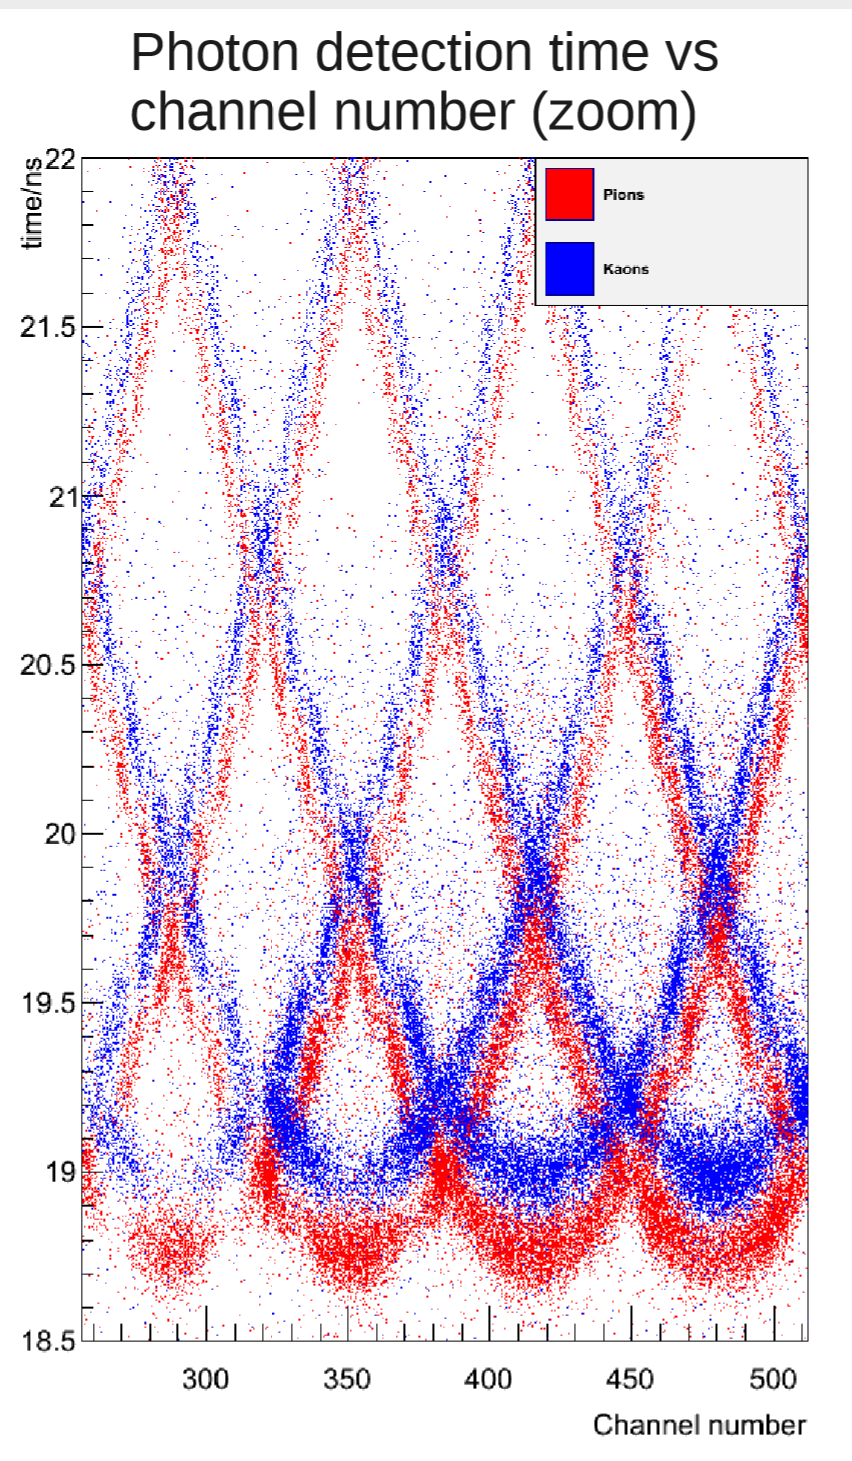 Photon detection time vs
channel number (zoom)
time/ns
22
Pions
Kaons
21.5
21
20.5
20
19.5
19
18.5
300 350 400 450 500
Channel number